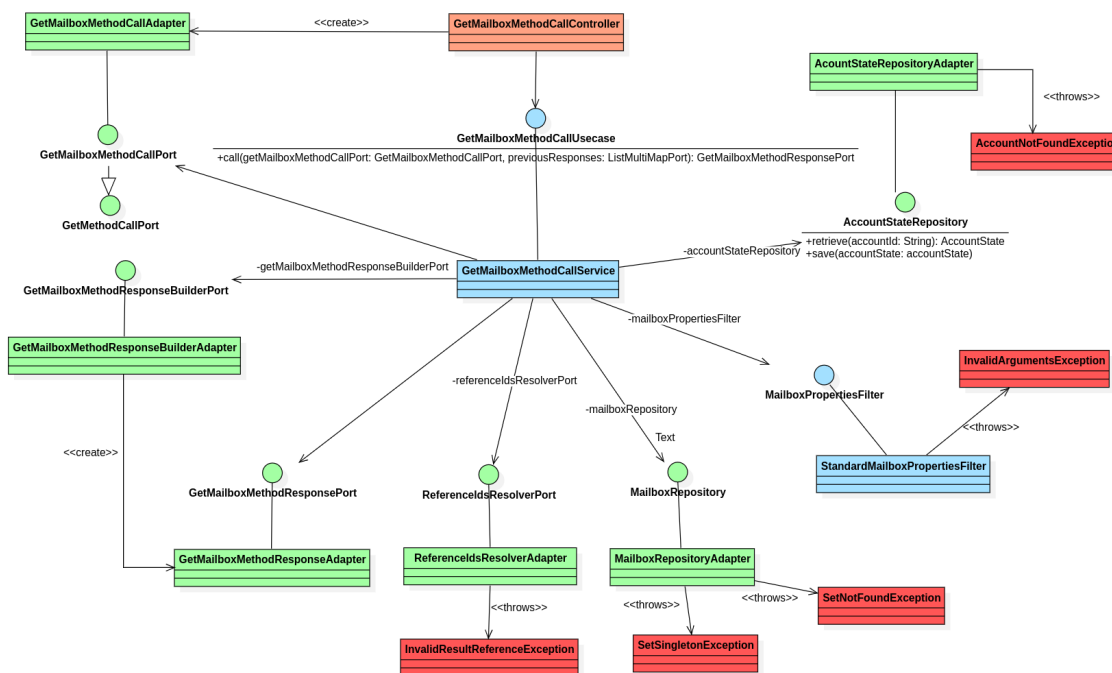 GetMailboxMethodCallAdapter
<<create>>
GetMailboxMethodCallController
AcountStateRepositoryAdapter
<<throws>>
AccountNotFoundException
GetMailboxMethodCallPort
GetMailboxMethodCallUsecase
+call(getMailboxMethodCallPort: GetMailboxMethodCallPort, previousResponses: ListMultiMapPort): GetMailboxMethodResponsePort
GetMethodCallPort
AccountStateRepository
+retrieve(accountId: String): AccountState
+save(accountState: accountState)
-accountStateRepository
-getMailboxMethodResponseBuilderPort
GetMailboxMethodCallService
GetMailboxMethodResponseBuilderPort
-mailboxPropertiesFilter
GetMailboxMethodResponseBuilderAdapter
InvalidArgumentsException
-referenceIdsResolverPort
MailboxPropertiesFilter
-mailboxRepository
<<throws>>
Text
<<create>>
StandardMailboxPropertiesFilter
GetMailboxMethodResponsePort
ReferenceIdsResolverPort
MailboxRepository
GetMailboxMethodResponseAdapter
ReferenceIdsResolverAdapter
MailboxRepositoryAdapter
<<throws>>
<<throws>>
<<throws>>
SetNotFoundException
InvalidResultReferenceException
SetSingletonException